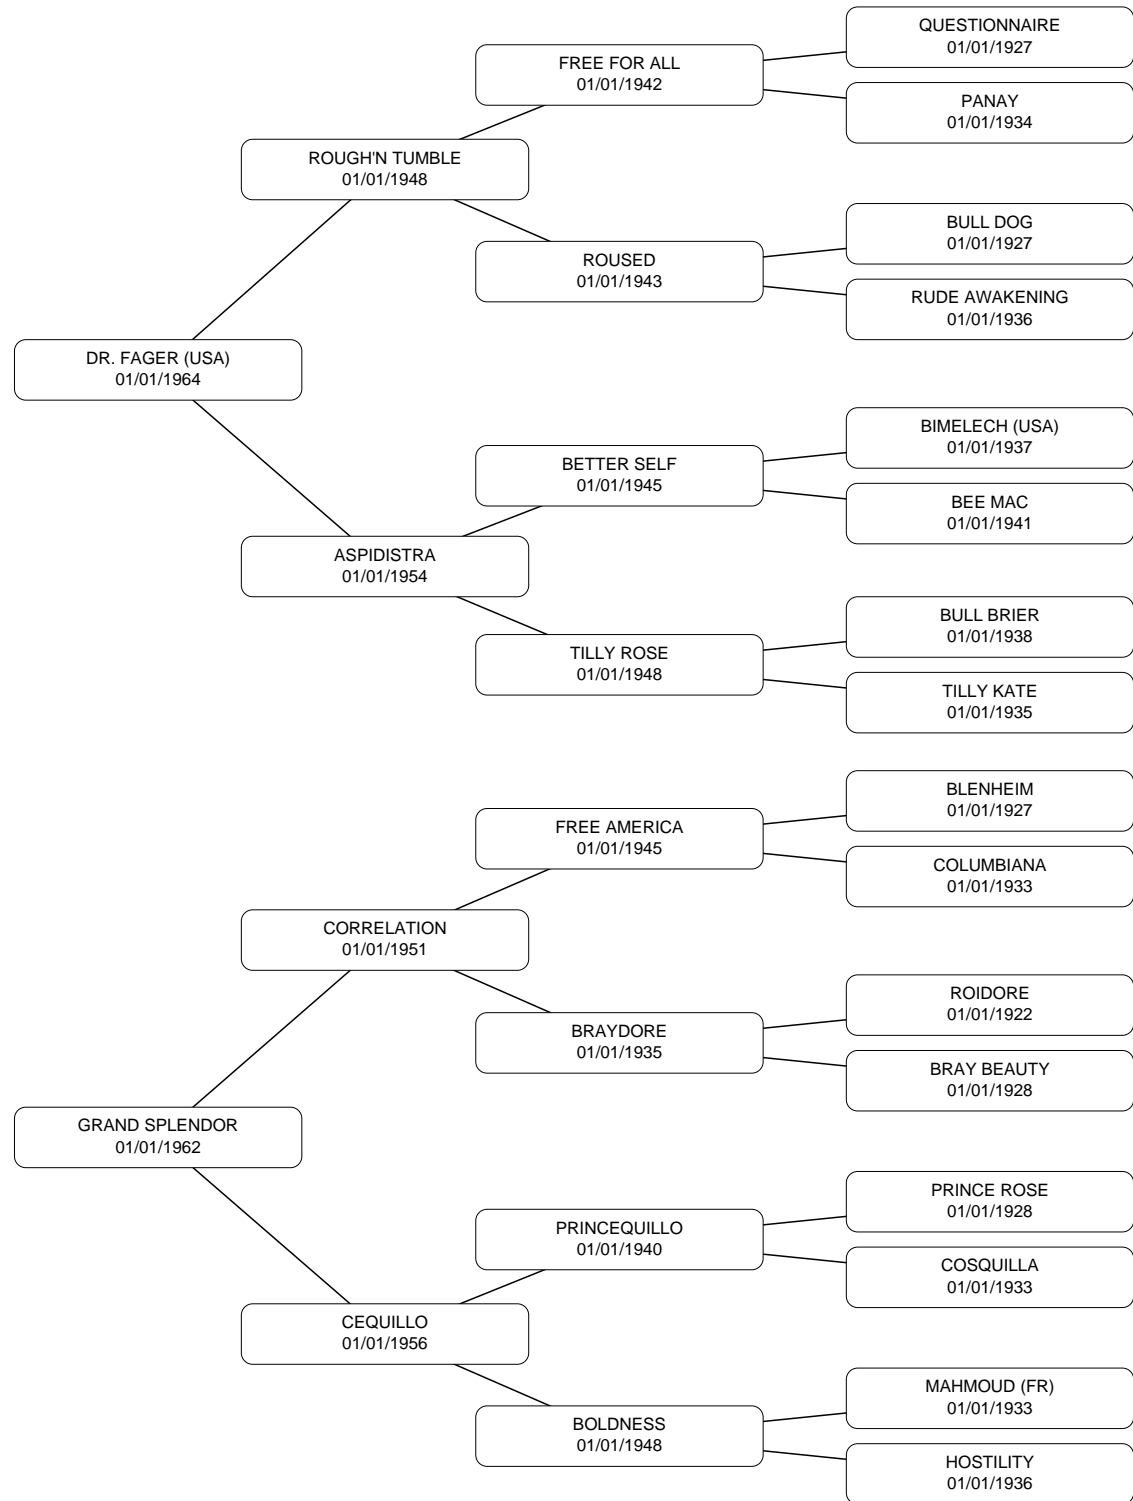 QUESTIONNAIRE
01/01/1927
FREE FOR ALL
01/01/1942
PANAY
01/01/1934
ROUGH'N TUMBLE
01/01/1948
BULL DOG
01/01/1927
ROUSED
01/01/1943
RUDE AWAKENING
01/01/1936
DR. FAGER (USA)
01/01/1964
BIMELECH (USA)
01/01/1937
BETTER SELF
01/01/1945
BEE MAC
01/01/1941
ASPIDISTRA
01/01/1954
BULL BRIER
01/01/1938
TILLY ROSE
01/01/1948
TILLY KATE
01/01/1935
BLENHEIM
01/01/1927
FREE AMERICA
01/01/1945
COLUMBIANA
01/01/1933
CORRELATION
01/01/1951
ROIDORE
01/01/1922
BRAYDORE
01/01/1935
BRAY BEAUTY
01/01/1928
GRAND SPLENDOR
01/01/1962
PRINCE ROSE
01/01/1928
PRINCEQUILLO
01/01/1940
COSQUILLA
01/01/1933
CEQUILLO
01/01/1956
MAHMOUD (FR)
01/01/1933
BOLDNESS
01/01/1948
HOSTILITY
01/01/1936